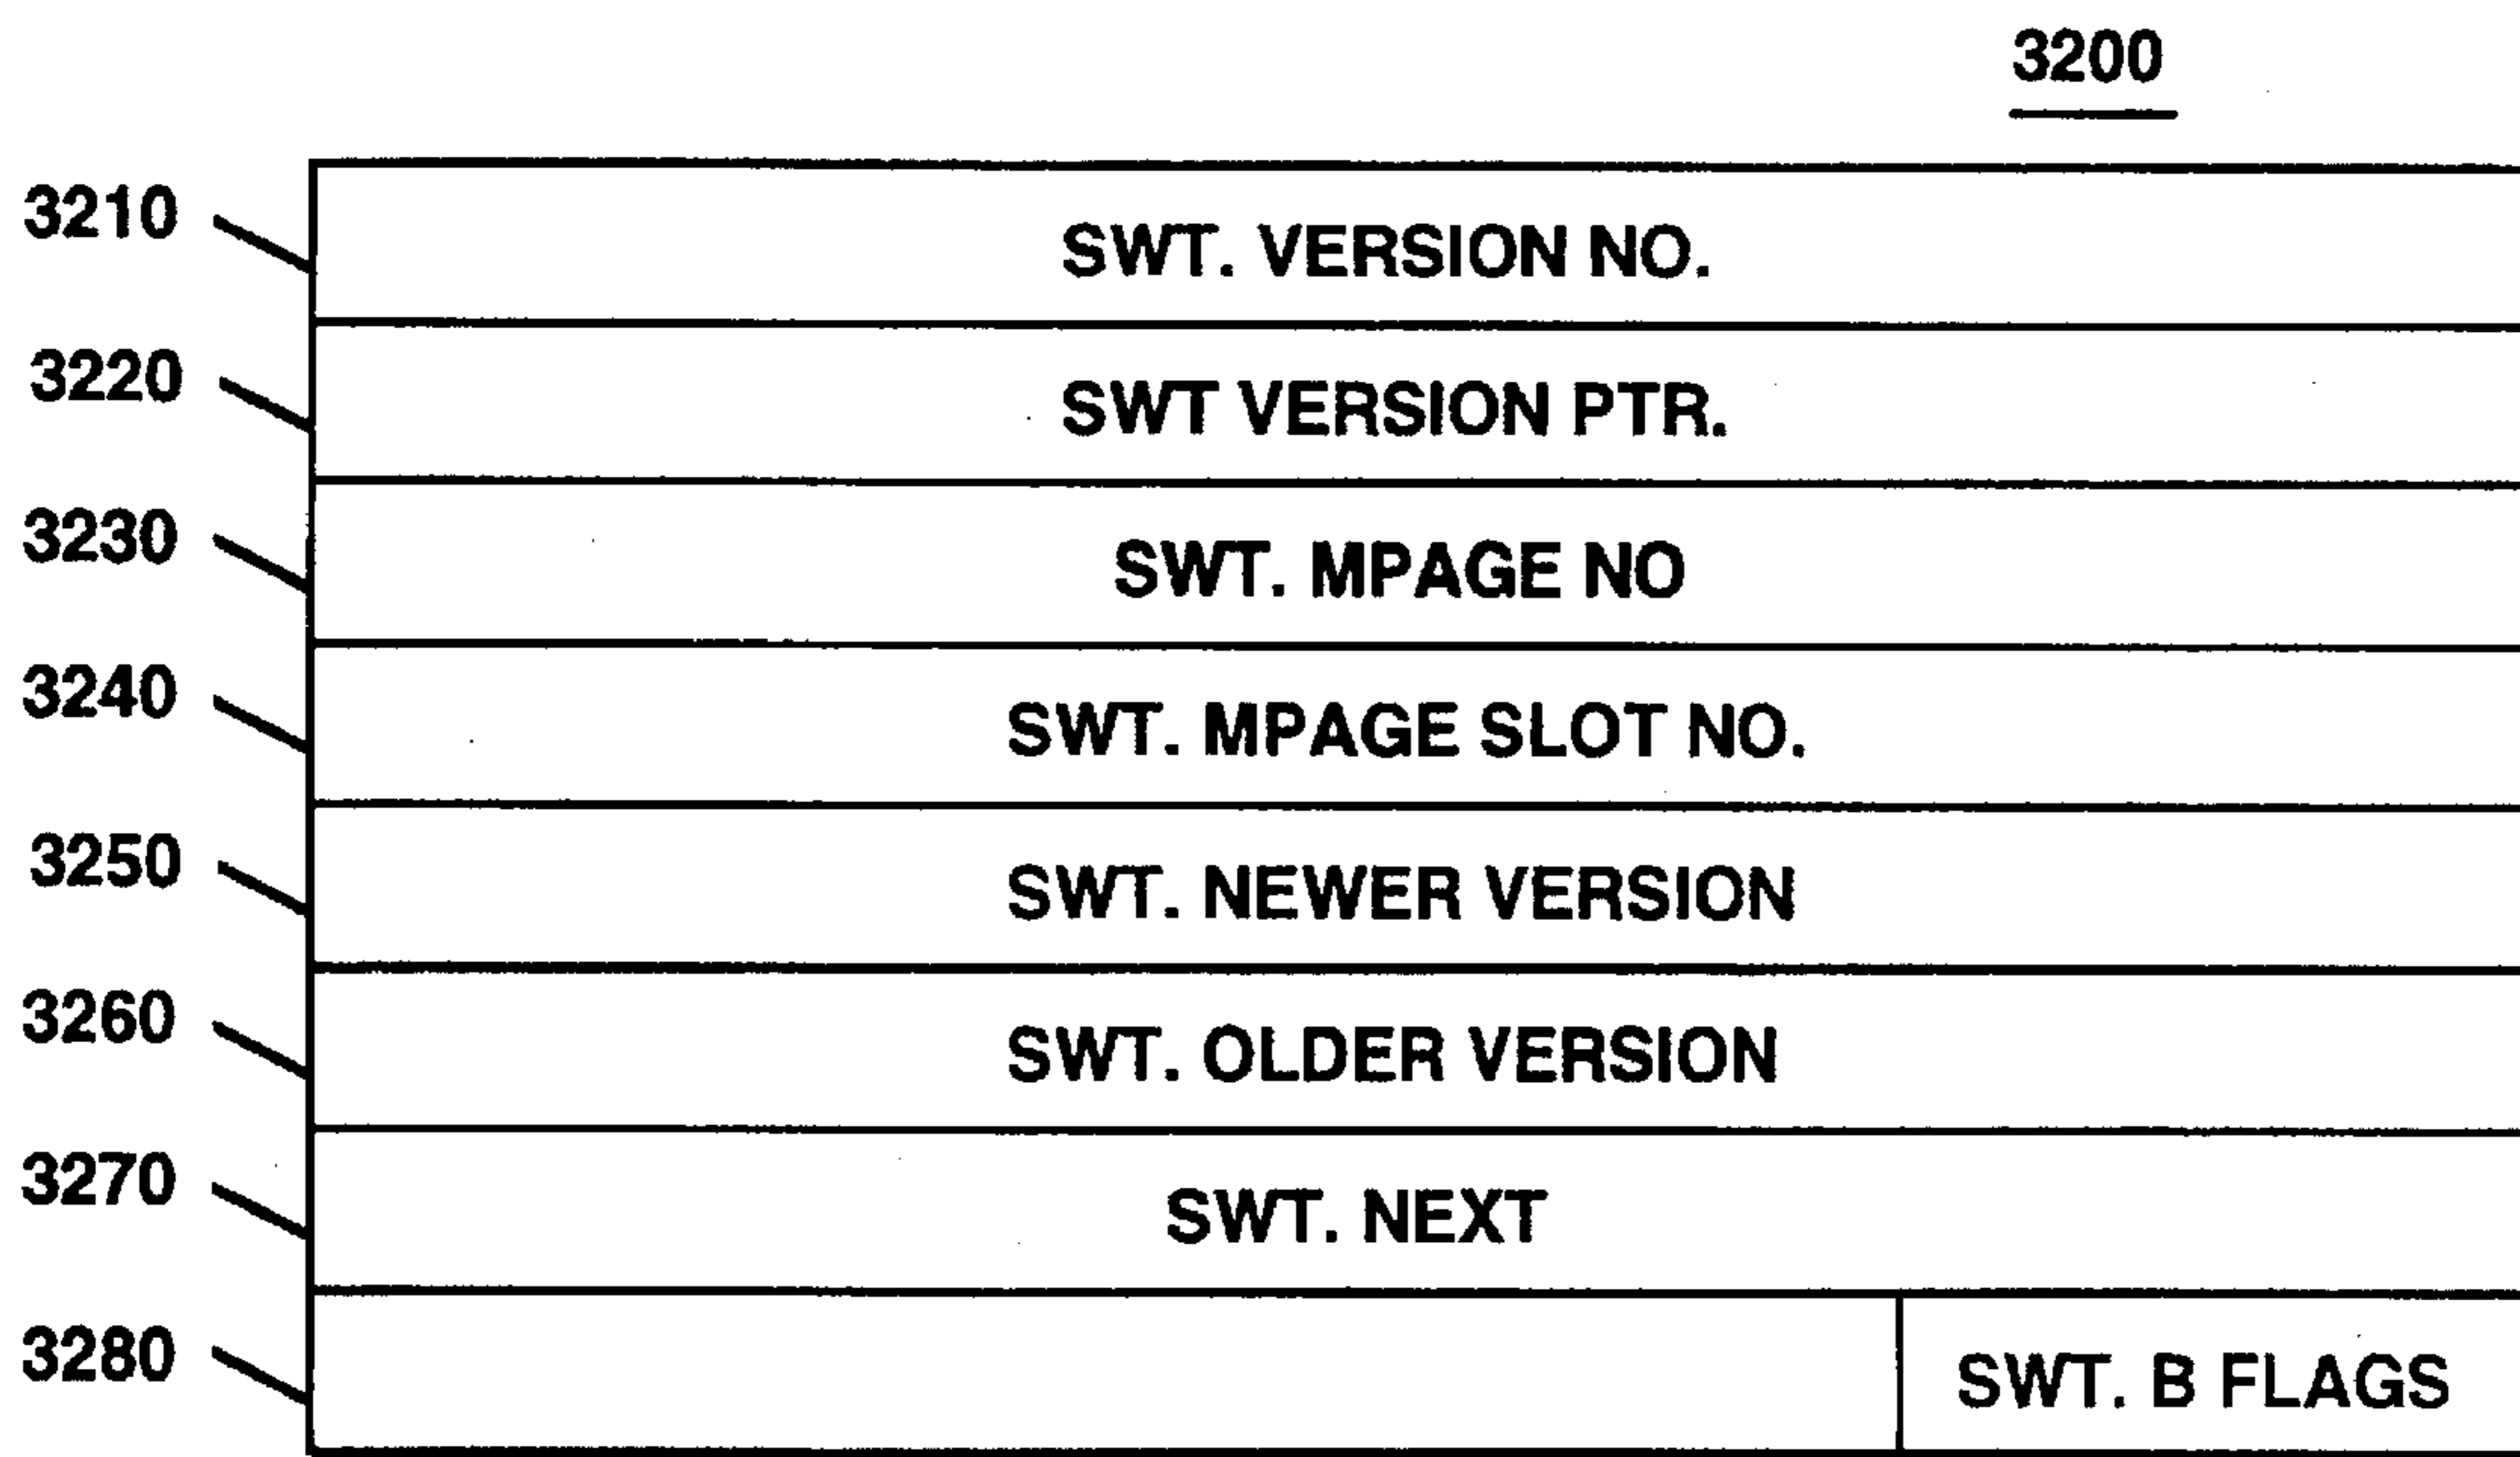 3200
3210 SWT. VERSION NO.
3220 SWT VERSION PTR.
3230 SWT. MPAGE NO
3240 SWT. MPAGE SLOT NO.
3250 SWT. NEWER VERSION
3260 SWT. OLDER VERSION
3270 SWT. NEXT
3280 SWT. B FLAGS